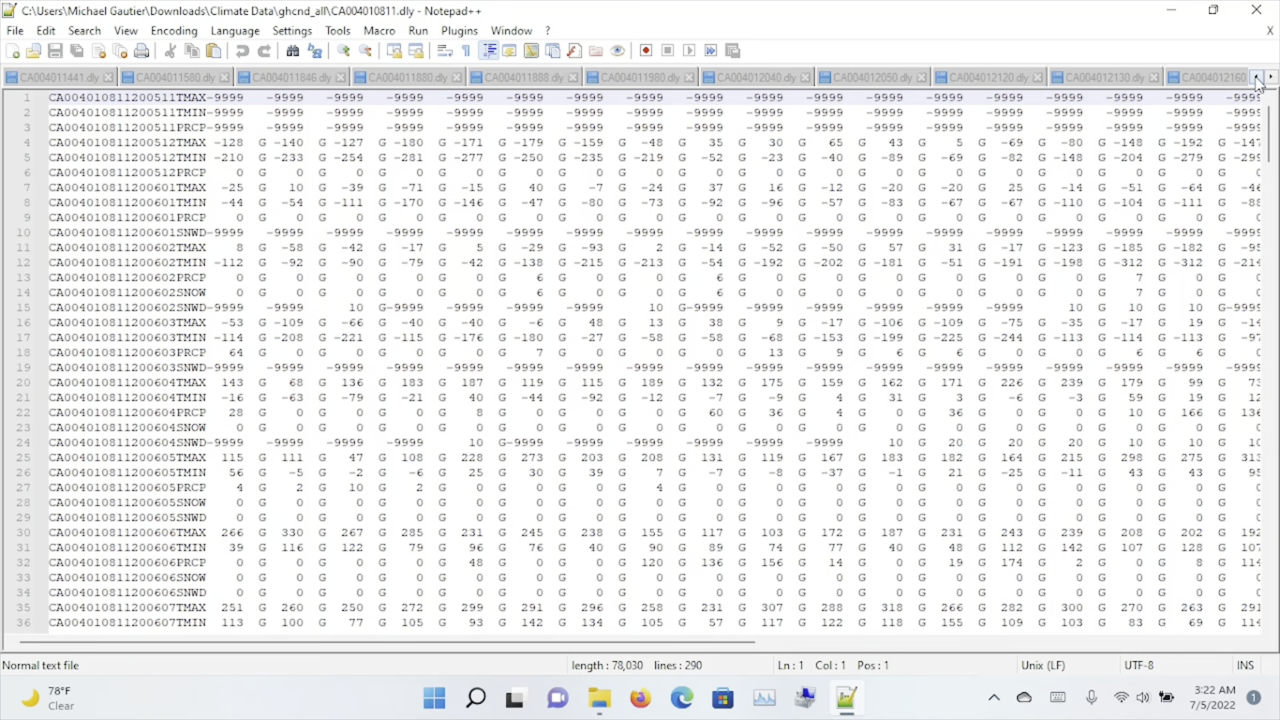 C:\Users\Michael Gautier\Downloads\Climate Data\ghcnd_all\CA004010811.dly - Notepad++
File Edit Search View Encoding Language Settings Tools Macro Run Plugins Window ? X
CA004011441.dly CA004011580.dly CA004011846.dly CA004011880.dly CA004011888.dly CA004011980.dly CA004012040.dly CA004012050.dly CA004012120.dly CA004012130.dly CA004012160
1 CA004010811200511TMAX-9999 -9999 -9999 -9999 -9999 -9999 -9999 -9999 -9999 -9999 -9999 -9999 -9999 -9999 -9999 -9999 -9999 -9999
2 CA004010811200511TMIN-9999 -9999 -9999 -9999 -9999 -9999 -9999 -9999 -9999 -9999 -9999 -9999 -9999 -9999 -9999 -9999 -9999 -9999
3 CA004010811200511PRCP-9999 -9999 -9999 -9999 -9999 -9999 -9999 -9999 -9999 -9999 -9999 -9999 -9999 -9999 -9999 -9999 -9999 -9999
4 CA004010811200512TMAX -128 G -140 G -127 G -180 G -171 G -179 G -159 G -48 G 35 G 30 G 65 G 43 G 5 G -69 G -80 G -148 G -192 G -147
5 CA004010811200512TMIN -210 G -233 G -254 G -281 G -277 G -250 G -235 G -219 G -52 G -23 G -40 G -89 G -69 G -82 G -148 G -204 G -279 G -299
6 CA004010811200512PRCP 0 G 0 G 0 G 0 G 0 G 0 G 0 G 0 G 0 G 0 G 0 G 0 G 0 G 0 G 0 G 0 G 0 G 0
7 CA004010811200601TMAX -25 G 10 G -39 G -71 G -15 G 40 G -7 G -24 G 37 G 16 G -12 G -20 G -20 G 25 G -14 G -51 G -64 G -46
8 CA004010811200601TMIN -44 G -54 G -111 G -170 G -146 G -47 G -80 G -73 G -92 G -96 G -57 G -83 G -67 G -67 G -110 G -104 G -111 G -88
9 CA004010811200601PRCP 0 G 0 G 0 G 0 G 0 G 0 G 0 G 0 G 0 G 0 G 0 G 0 G 0 G 0 G 0 G 0 G 0 G 0
10 CA004010811200601SNWD-9999 -9999 -9999 -9999 -9999 -9999 -9999 -9999 -9999 -9999 -9999 -9999 -9999 -9999 -9999 -9999 -9999 -9999
11 CA004010811200602TMAX 8 G -58 G -42 G -17 G 5 G -29 G -93 G 2 G -14 G -52 G -50 G 57 G 31 G -17 G -123 G -185 G -182 G -95
12 CA004010811200602TMIN -112 G -92 G -90 G -79 G -42 G -138 G -215 G -213 G -54 G -192 G -202 G -181 G -51 G -191 G -198 G -312 G -312 G -214
13 CA004010811200602PRCP 0 G 0 G 0 G 0 G 0 G 6 G 0 G 0 G 6 G 0 G 0 G 0 G 0 G 0 G 0 G 7 G 0 G 0
14 CA004010811200602SNOW 0 G 0 G 0 G 0 G 0 G 6 G 0 G 0 G 6 G 0 G 0 G 0 G 0 G 0 G 0 G 7 G 0 G 0
15 CA004010811200602SNWD-9999 -9999 10 G-9999 -9999 -9999 -9999 10 G-9999 -9999 -9999 -9999 -9999 -9999 10 G 10 G 10 G-9999
16 CA004010811200603TMAX -53 G -109 G -66 G -40 G -40 G -6 G 48 G 13 G 38 G 9 G -17 G -106 G -109 G -75 G -35 G -17 G 19 G -14
17 CA004010811200603TMIN -114 G -208 G -221 G -115 G -176 G -180 G -27 G -58 G -58 G -68 G -153 G -199 G -225 G -244 G -113 G -114 G -113 G -97
18 CA004010811200603PRCP 64 G 0 G 0 G 0 G 0 G 7 G 0 G 0 G 0 G 13 G 9 G 6 G 6 G 0 G 0 G 6 G 6 G 0
19 CA004010811200603SNWD-9999 -9999 -9999 -9999 -9999 -9999 -9999 -9999 -9999 -9999 -9999 -9999 -9999 -9999 -9999 -9999 -9999 -9999
20 CA004010811200604TMAX 143 G 68 G 136 G 183 G 187 G 119 G 115 G 189 G 132 G 175 G 159 G 162 G 171 G 226 G 239 G 179 G 99 G 73
21 CA004010811200604TMIN -16 G -63 G -79 G -21 G 40 G -44 G -92 G -12 G -7 G -9 G 4 G 31 G 3 G -6 G -3 G 59 G 19 G 12
22 CA004010811200604PRCP 28 G 0 G 0 G 0 G 8 G 0 G 0 G 0 G 60 G 36 G 4 G 0 G 36 G 0 G 0 G 10 G 166 G 136
23 CA004010811200604SNOW 0 G 0 G 0 G 0 G 0 G 0 G 0 G 0 G 0 G 0 G 0 G 0 G 0 G 0 G 0 G 0 G 0 G 0
24 CA004010811200604SNWD-9999 -9999 -9999 -9999 10 G-9999 -9999 -9999 -9999 -9999 -9999 10 G 20 G 20 G 20 G 10 G 10 G 10
25 CA004010811200605TMAX 115 G 111 G 47 G 108 G 228 G 273 G 203 G 208 G 131 G 119 G 167 G 183 G 182 G 164 G 215 G 298 G 275 G 313
26 CA004010811200605TMIN 56 G -5 G -2 G -6 G 25 G 30 G 39 G 7 G -7 G -8 G -37 G -1 G 21 G -25 G -11 G 43 G 43 G 95
27 CA004010811200605PRCP 4 G 2 G 10 G 2 G 0 G 0 G 0 G 4 G 0 G 0 G 0 G 0 G 0 G 0 G 0 G 0 G 0 G 0
28 CA004010811200605SNOW 0 G 0 G 0 G 0 G 0 G 0 G 0 G 0 G 0 G 0 G 0 G 0 G 0 G 0 G 0 G 0 G 0 G 0
29 CA004010811200605SNWD 0 G 0 G 0 G 0 G 0 G 0 G 0 G 0 G 0 G 0 G 0 G 0 G 0 G 0 G 0 G 0 G 0 G 0
30 CA004010811200606TMAX 266 G 330 G 267 G 285 G 231 G 245 G 238 G 155 G 117 G 103 G 172 G 187 G 231 G 243 G 239 G 208 G 202 G 192
31 CA004010811200606TMIN 39 G 116 G 122 G 79 G 96 G 76 G 40 G 90 G 89 G 74 G 77 G 40 G 48 G 112 G 142 G 107 G 128 G 107
32 CA004010811200606PRCP 0 G 0 G 0 G 0 G 48 G 0 G 0 G 120 G 136 G 156 G 14 G 0 G 19 G 174 G 2 G 0 G 8 G 114
33 CA004010811200606SNOW 0 G 0 G 0 G 0 G 0 G 0 G 0 G 0 G 0 G 0 G 0 G 0 G 0 G 0 G 0 G 0 G 0 G 0
34 CA004010811200606SNWD 0 G 0 G 0 G 0 G 0 G 0 G 0 G 0 G 0 G 0 G 0 G 0 G 0 G 0 G 0 G 0 G 0 G 0
35 CA004010811200607TMAX 251 G 260 G 250 G 272 G 299 G 291 G 296 G 258 G 231 G 307 G 288 G 318 G 266 G 282 G 300 G 270 G 263 G 291
36 CA004010811200607TMIN 113 G 100 G 77 G 105 G 93 G 142 G 134 G 105 G 57 G 117 G 122 G 118 G 155 G 109 G 103 G 83 G 69 G 114
Normal text file length : 78,030 lines : 290 Ln : 1 Col : 1 Pos : 1 Unix (LF) UTF-8 INS
78°F
Clear
3:22 AM
7/5/2022
1